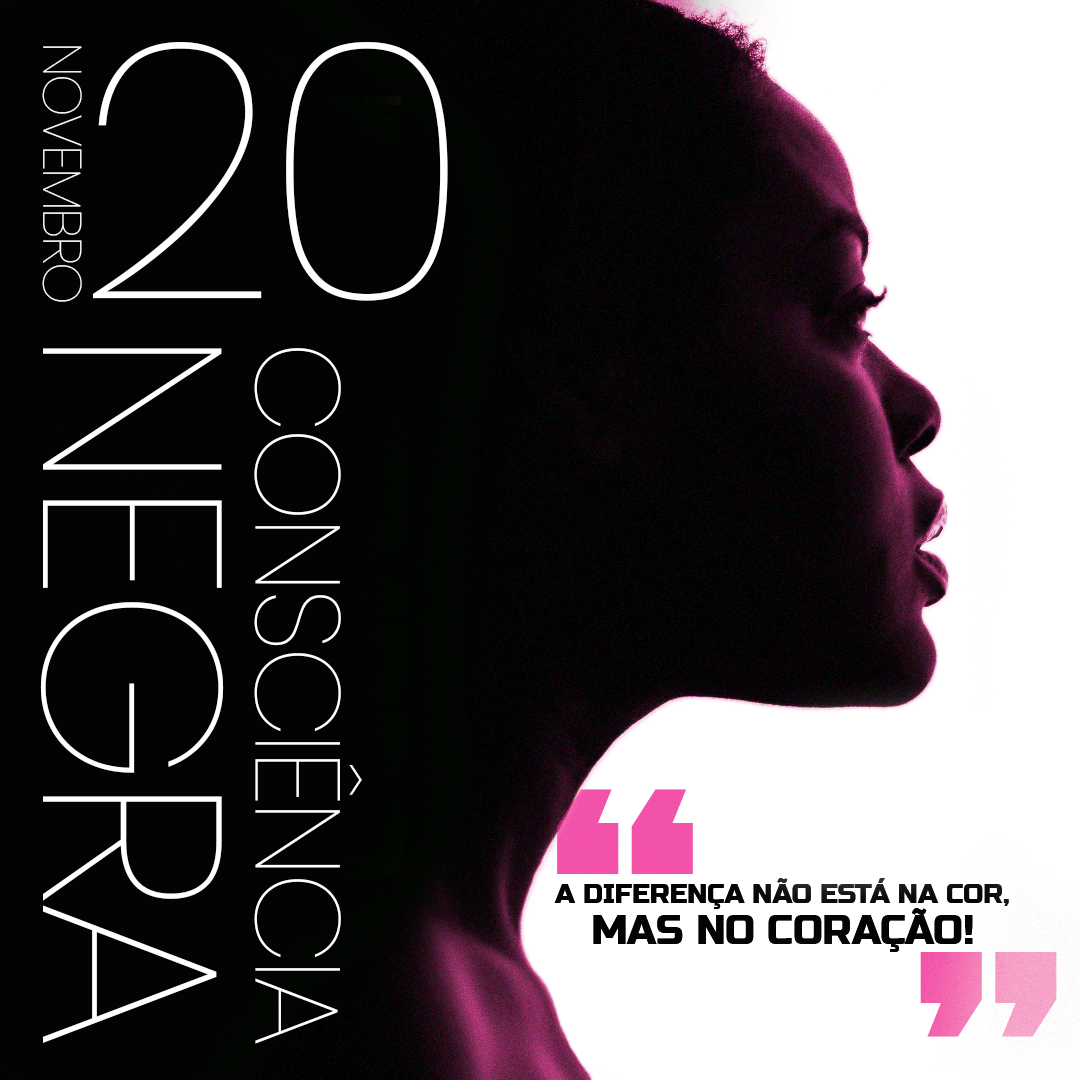 20
NOVEMBRO
CONSCIÊNCIA
NEGRA
A DIFERENÇA NÃO ESTÁ NA COR,
MAS NO CORAÇÃO!